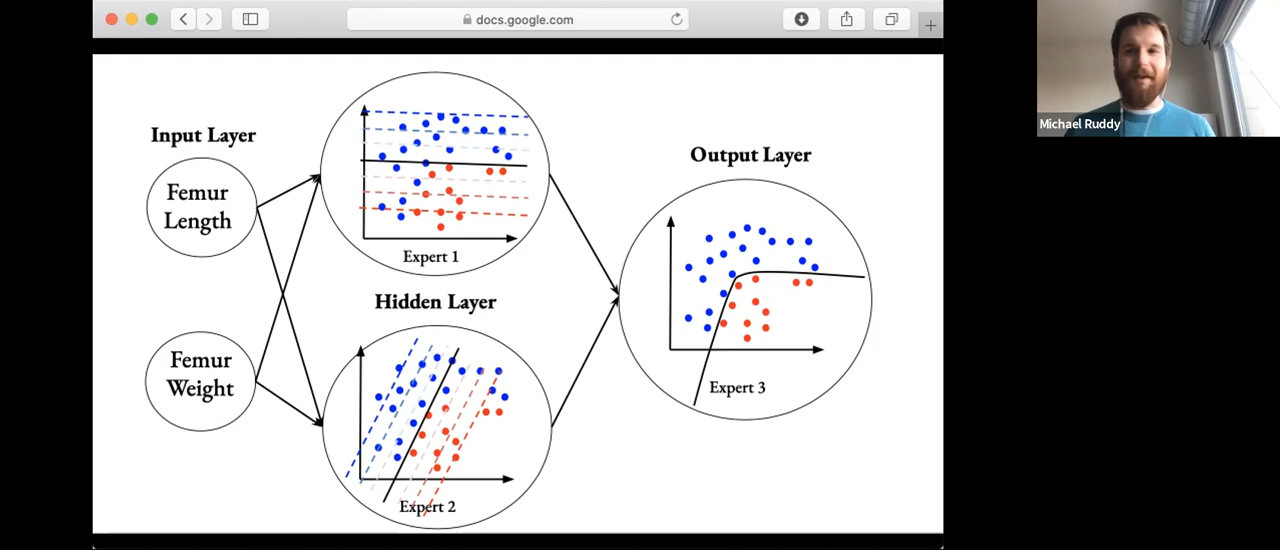 docs.google.com
Michael Ruddy
Input Layer
Femur
Length
Femur
Weight
Expert 1
Hidden Layer
Expert 2
Output Layer
Expert 3